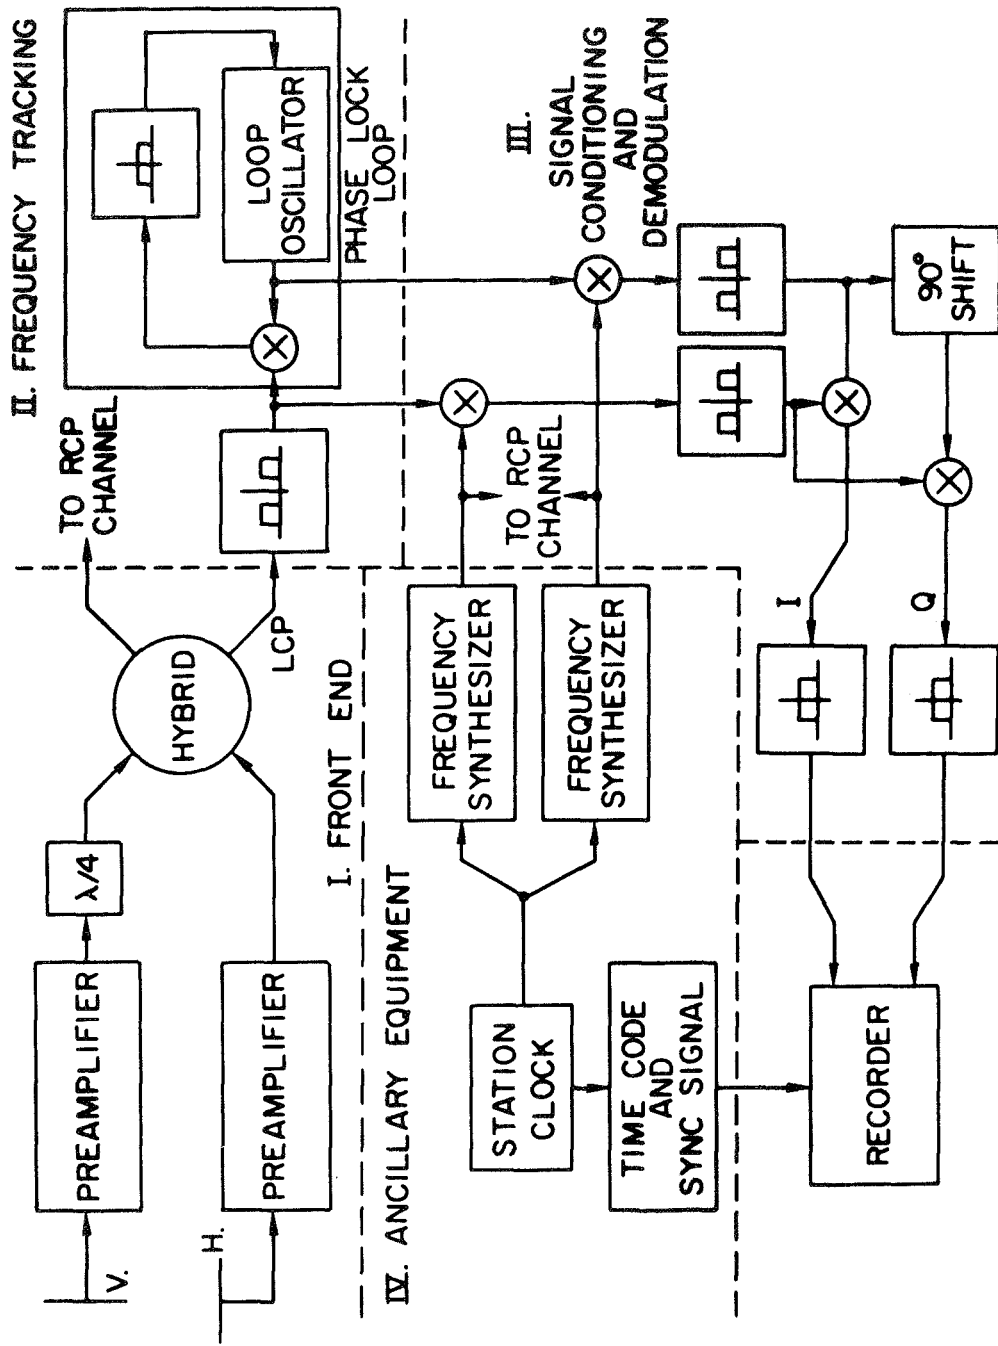 V.
H.
PREAMPLIFIER
PREAMPLIFIER
λ/4
HYBRID
I. FRONT END
LCP
TO RCP
CHANNEL
II. FREQUENCY TRACKING
LOOP
OSCILLATOR
PHASE LOCK
LOOP
IV. ANCILLARY EQUIPMENT
STATION
CLOCK
TIME CODE
AND
SYNC SIGNAL
FREQUENCY
SYNTHESIZER
FREQUENCY
SYNTHESIZER
TO RCP
CHANNEL
III.
SIGNAL
CONDITIONING
AND
DEMODULATION
90°
SHIFT
I
Q
RECORDER